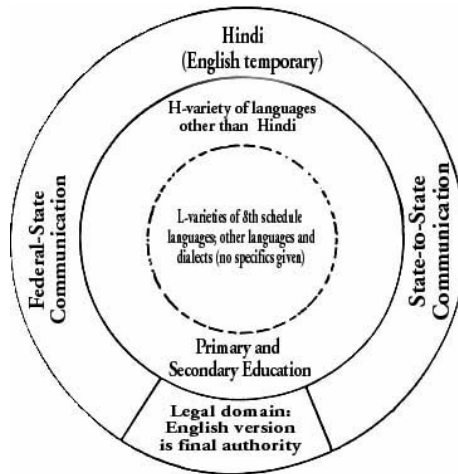 Hindi
(English temporary)
H-variety of languages
other than Hindi
Federal-State
Communication
L-varieties of 8th schedule
languages; other languages and
dialects (no specifics given)
State-to-State
Communication
Primary and
Secondary Education
Legal domain:
English version
is final authority